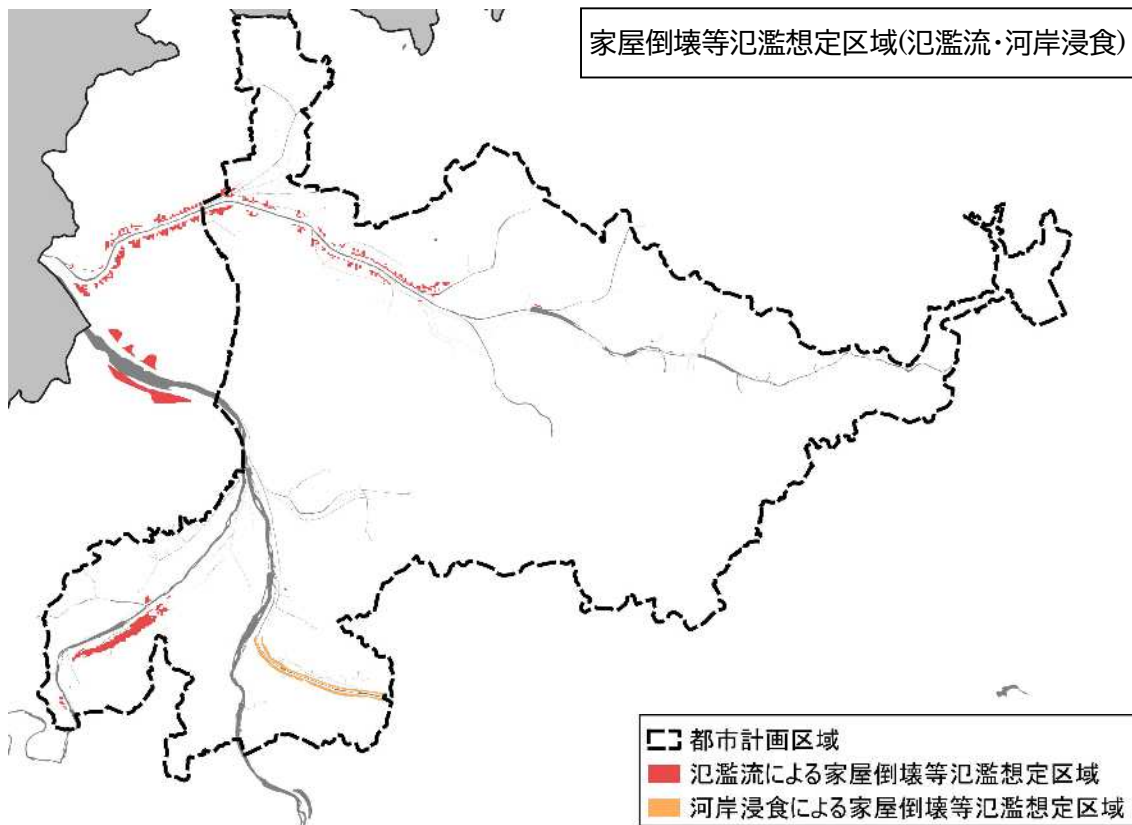 家屋倒壊等氾濫想定区域(氾濫流・河岸浸食)
都市計画区域
氾濫流による家屋倒壊等氾濫想定区域
河岸浸食による家屋倒壊等氾濫想定区域